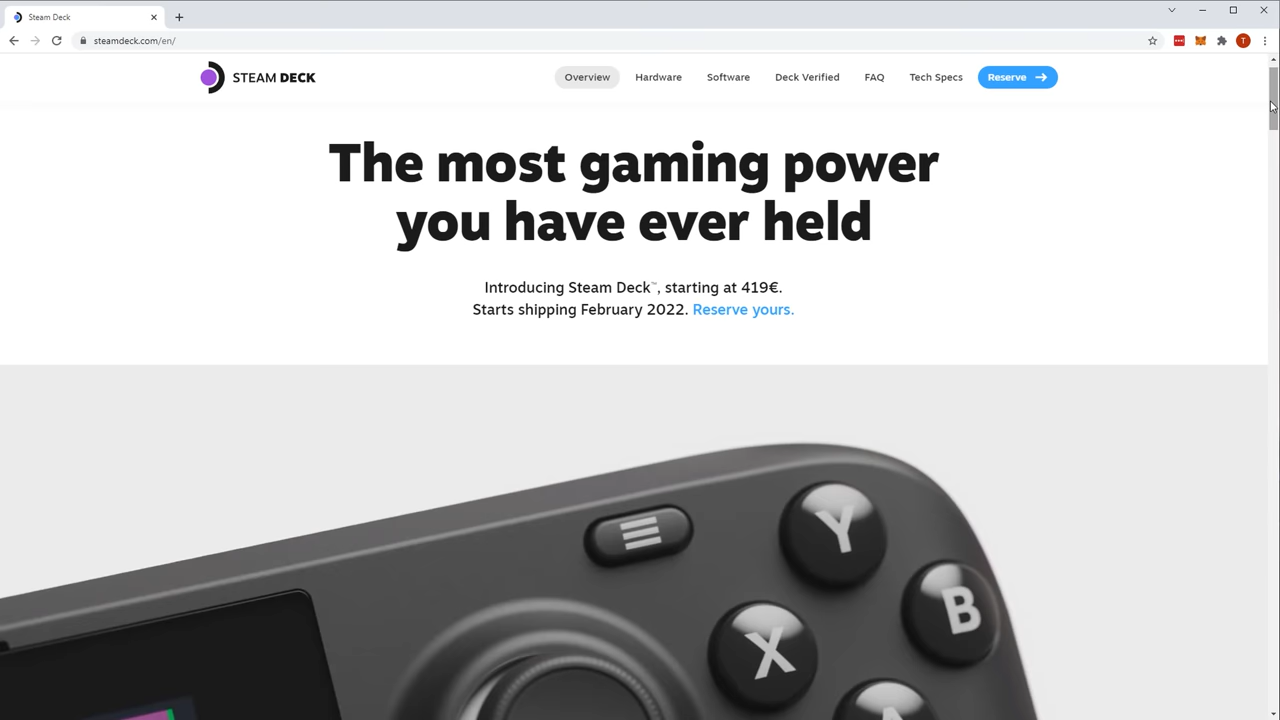 Steam Deck
steamdeck.com/en/
T
STEAM DECK
Overview
Hardware
Software
Deck Verified
FAQ
Tech Specs
Reserve
The most gaming power
you have ever held
Introducing Steam Deck™, starting at 419€.
Starts shipping February 2022. Reserve yours.
Y
B
X
A